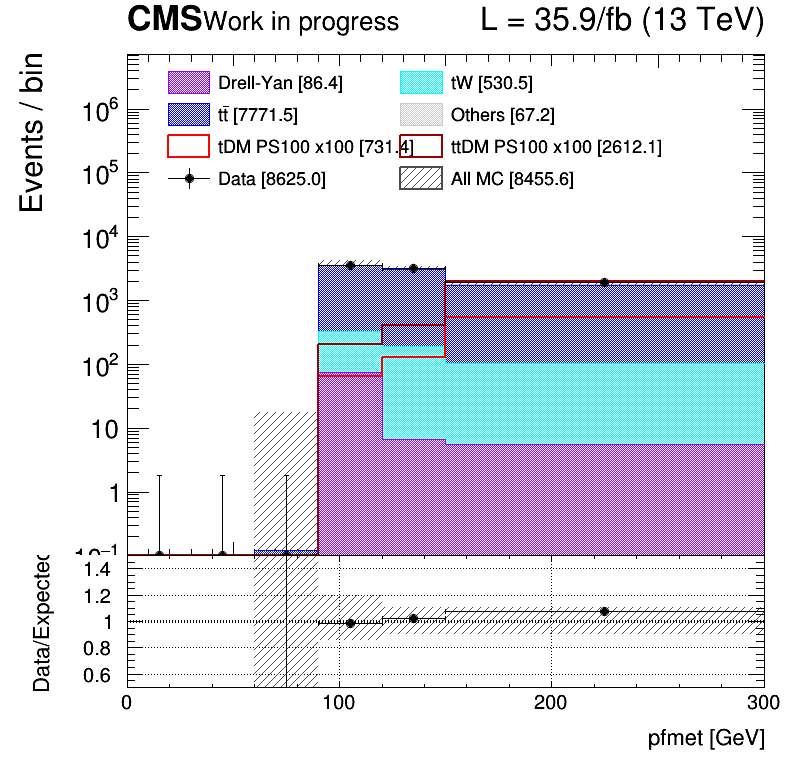 CMS Work in progress L = 35.9/fb (13 TeV)
Events / bin
Drell-Yan [86.4] tW [530.5]
tt̄ [7771.5] Others [67.2]
tDM PS100 x100 [731.4] ttDM PS100 x100 [2612.1]
Data [8625.0] All MC [8455.6]
10⁶
10⁵
10⁴
10³
10²
10
1
10⁻¹
Data/Expected
1.4
1.2
1
0.8
0.6
0 100 200 300
pfmet [GeV]